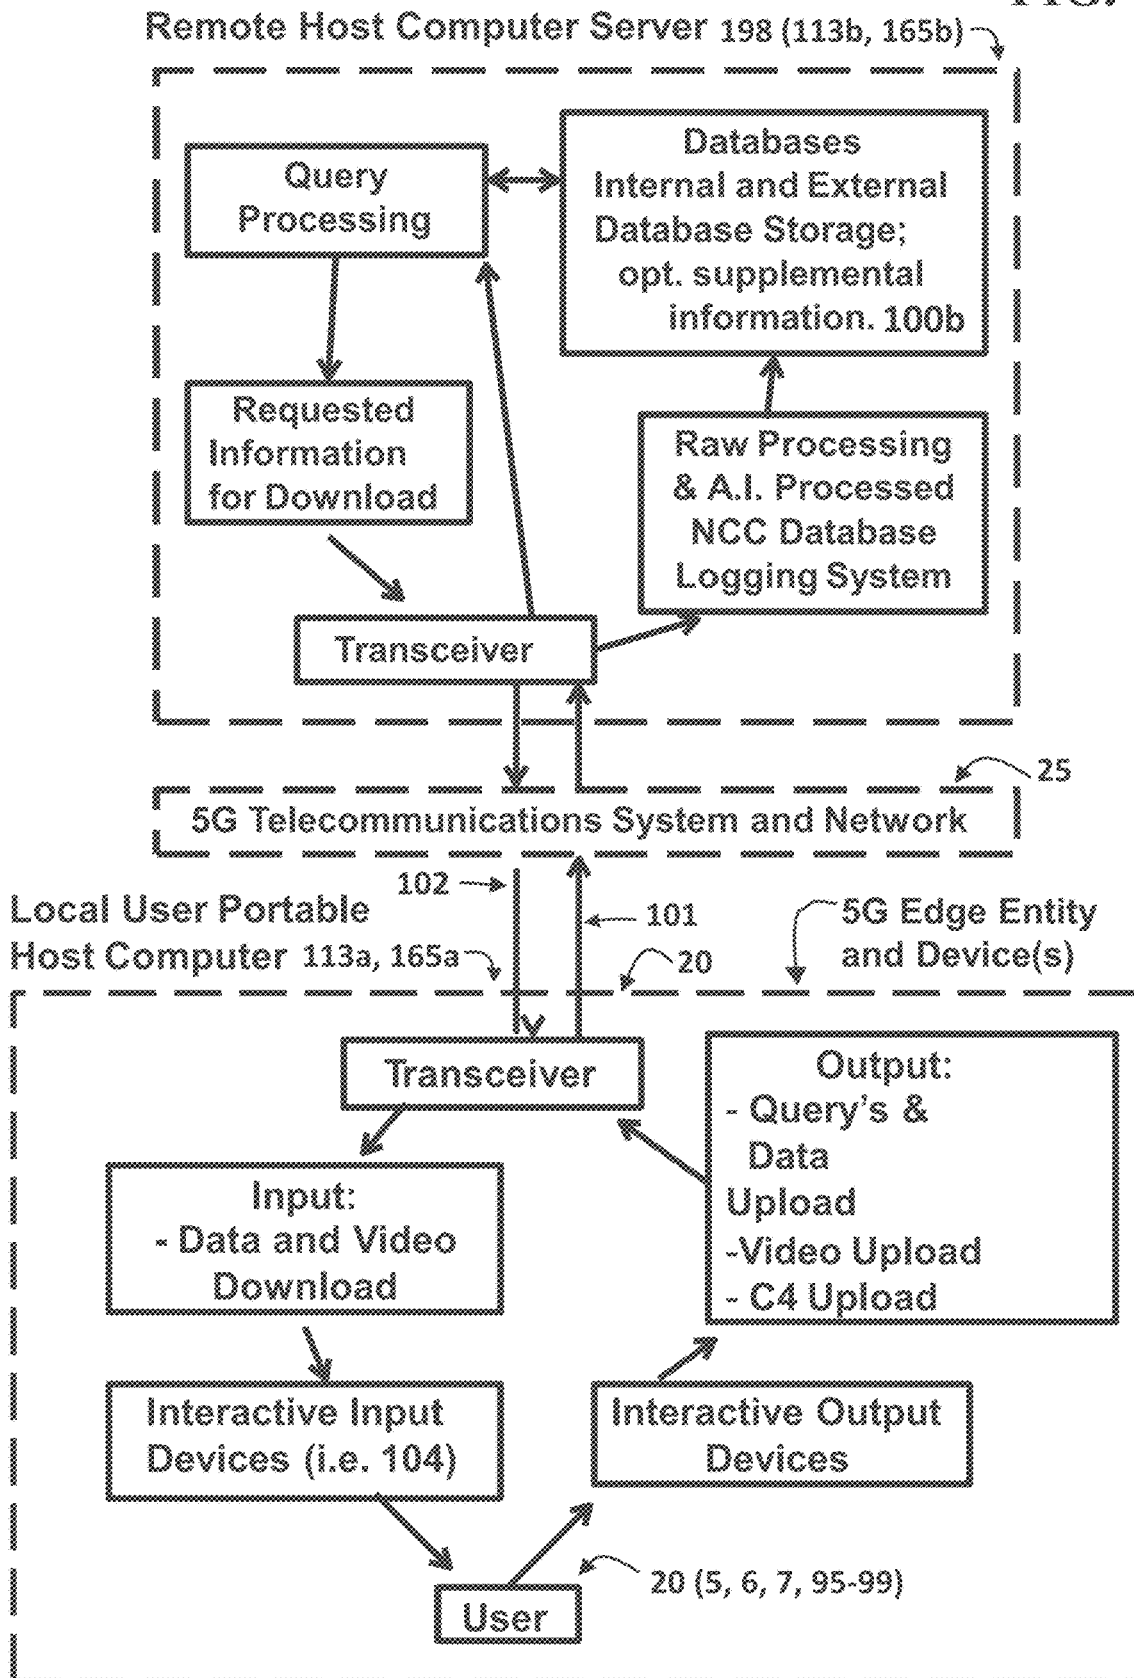 FIG.
Remote Host Computer Server 198 (113b, 165b)
Query
Processing
Databases
Internal and External
Database Storage;
opt. supplemental
information. 100b
Requested
Information
for Download
Raw Processing
& A.I. Processed
NCC Database
Logging System
Transceiver
25
5G Telecommunications System and Network
102
101
Local User Portable
Host Computer 113a, 165a
20
5G Edge Entity
and Device(s)
Transceiver
Output:
- Query's &
Data
Upload
-Video Upload
- C4 Upload
Input:
- Data and Video
Download
Interactive Input
Devices (i.e. 104)
Interactive Output
Devices
20 (5, 6, 7, 95-99)
User